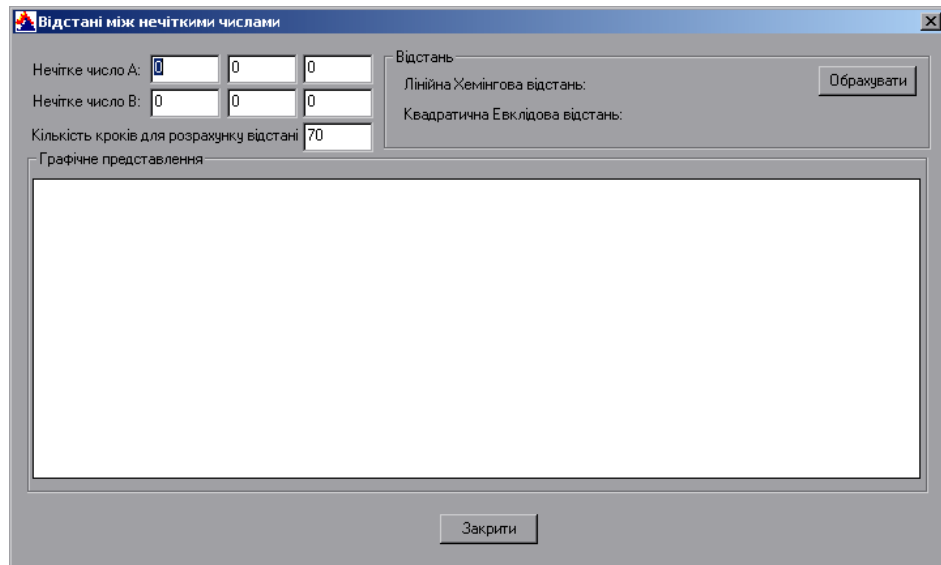 Відстані між нечіткими числами
Нечітке число А: 0 0 0
Нечітке число В: 0 0 0
Кількість кроків для розрахунку відстані 70
Відстань
Лінійна Хемінгова відстань:
Квадратична Евклідова відстань:
Обрахувати
Графічне представлення
Закрити